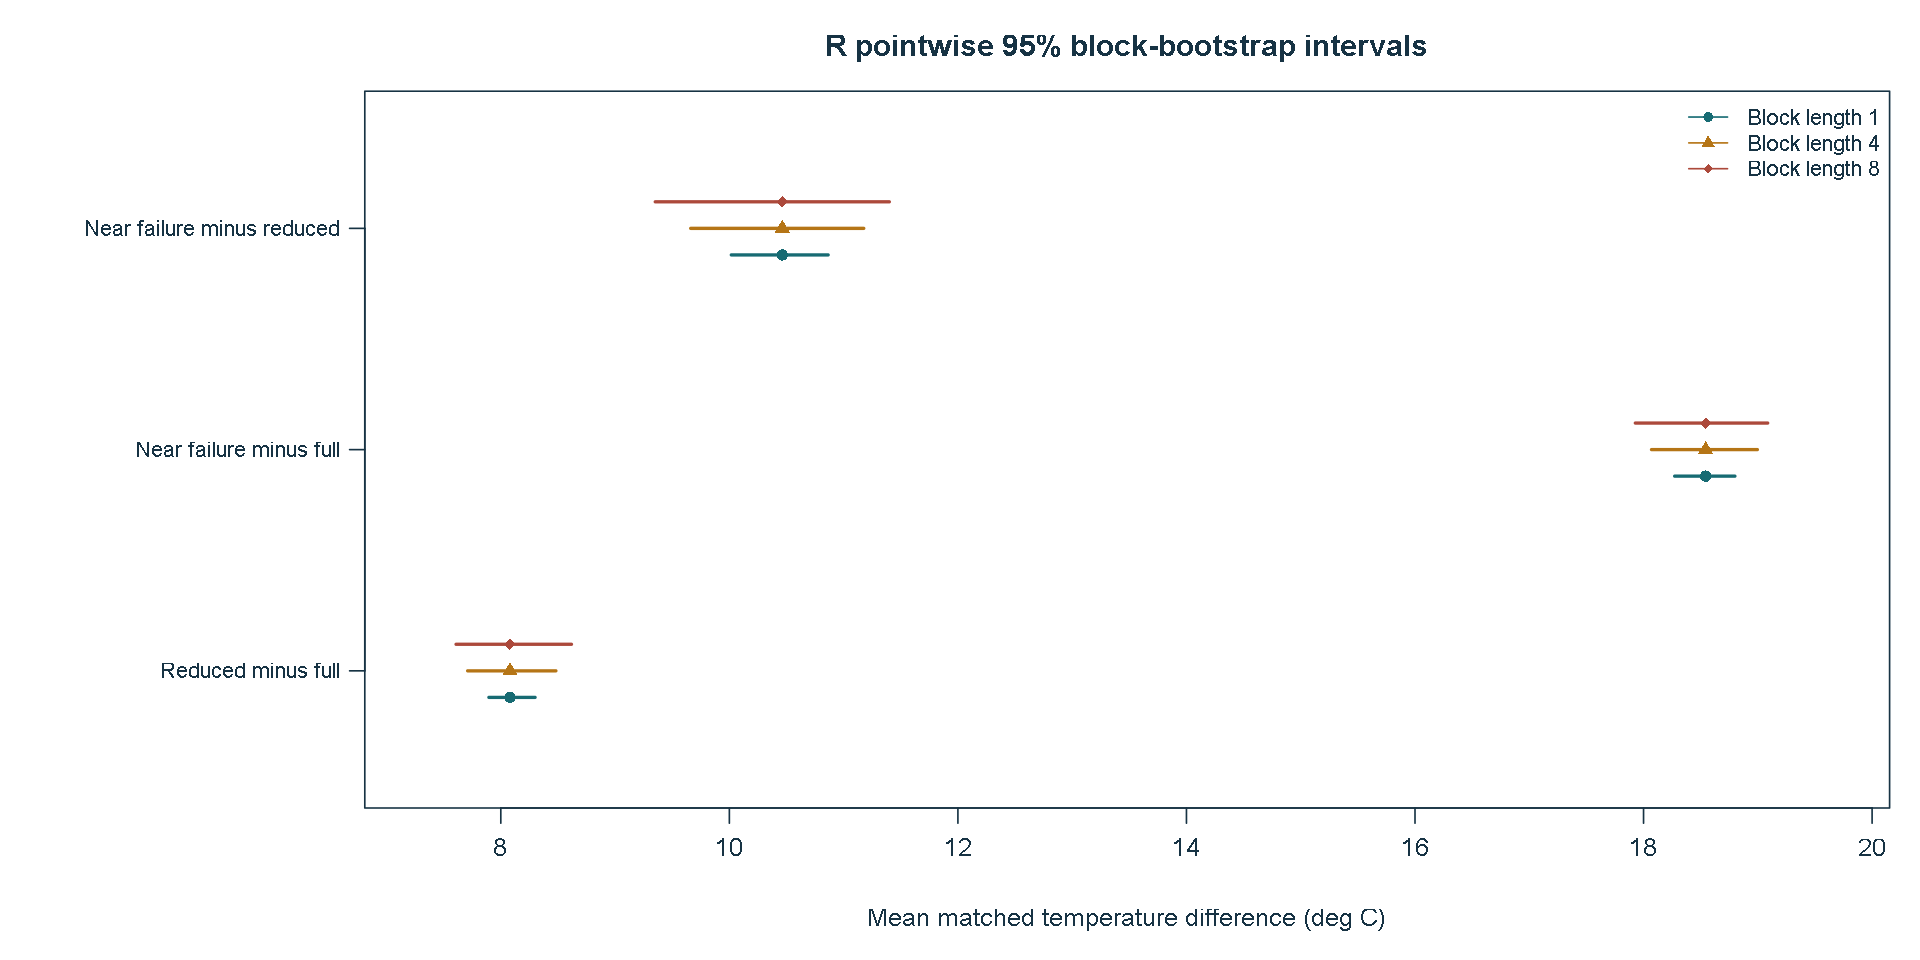 R pointwise 95% block-bootstrap intervals
Block length 1
Block length 4
Block length 8
Near failure minus reduced
Near failure minus full
Reduced minus full
8 10 12 14 16 18 20
Mean matched temperature difference (deg C)